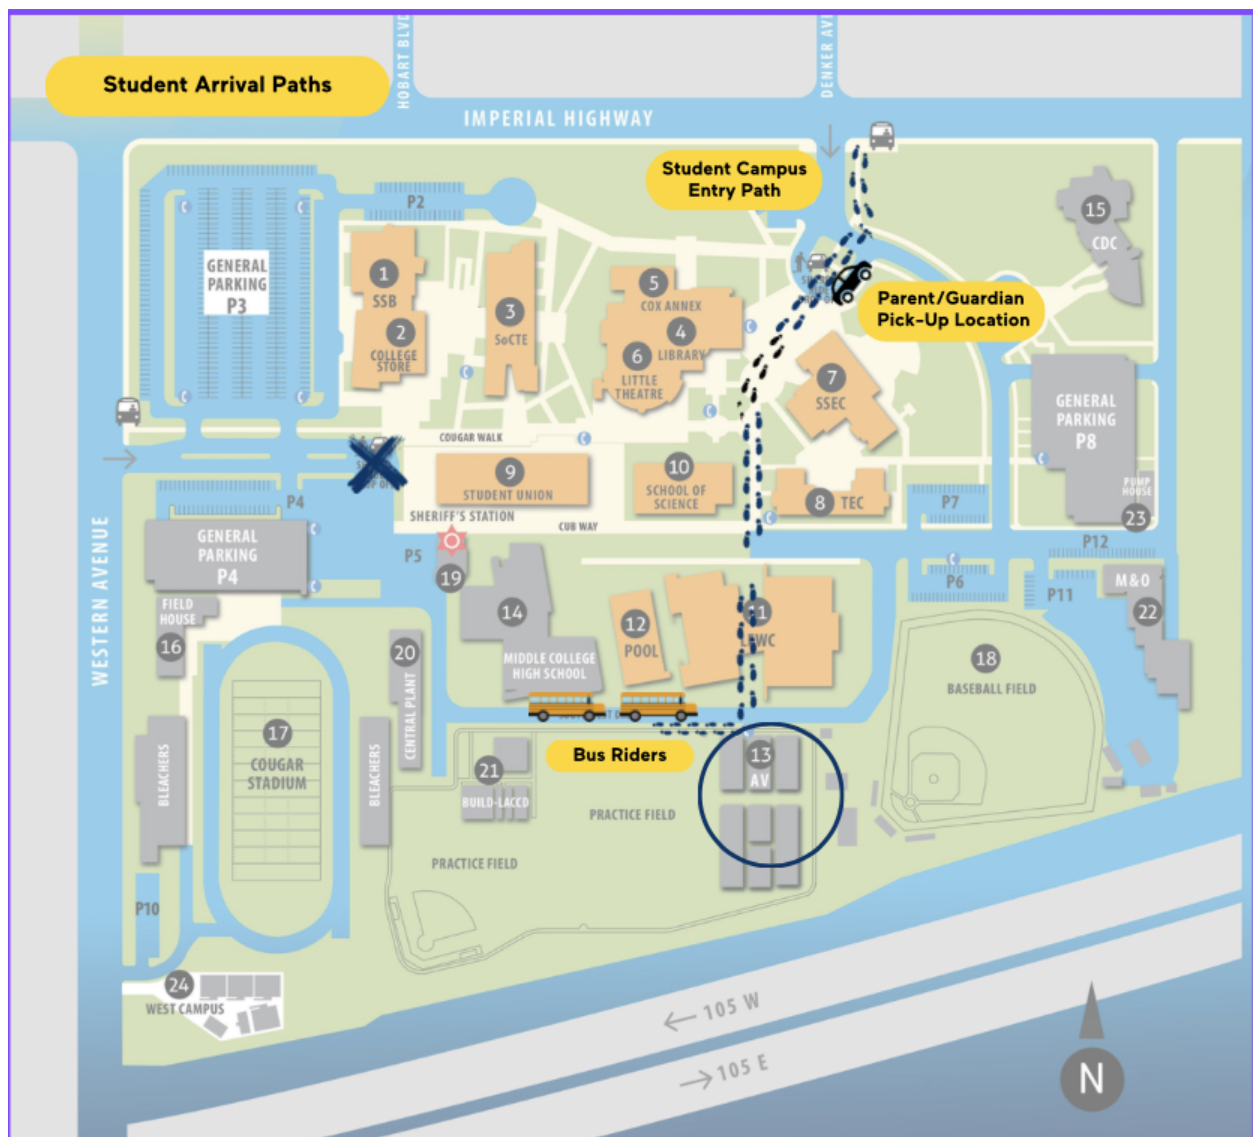 HOBART BLVD
DENKER AVE
Student Arrival Paths
IMPERIAL HIGHWAY
Student Campus
Entry Path
P2
15
CDC
GENERAL
PARKING
P3
1
SSB
2
COLLEGE
STORE
3
SoCTE
5
COX ANNEX
4
LIBRARY
6
LITTLE
THEATRE
Parent/Guardian
Pick-Up Location
7
SSEC
GENERAL
PARKING
P8
COUGAR WALK
9
STUDENT UNION
10
SCHOOL OF
SCIENCE
8 TEC
P7
PUMP
HOUSE
23
P4
SHERIFF'S STATION
CUB WAY
WESTERN AVENUE
GENERAL
PARKING
P4
P5
19
P12
P6
P11
M&O
22
FIELD
HOUSE
16
14
MIDDLE COLLEGE
HIGH SCHOOL
12
POOL
11
20
CENTRAL PLANT
18
BASEBALL FIELD
17
COUGAR
STADIUM
BLEACHERS
BLEACHERS
Bus Riders
13
AV
21
BUILD-LACCD
PRACTICE FIELD
PRACTICE FIELD
P10
24
WEST CAMPUS
105 W
105 E
N